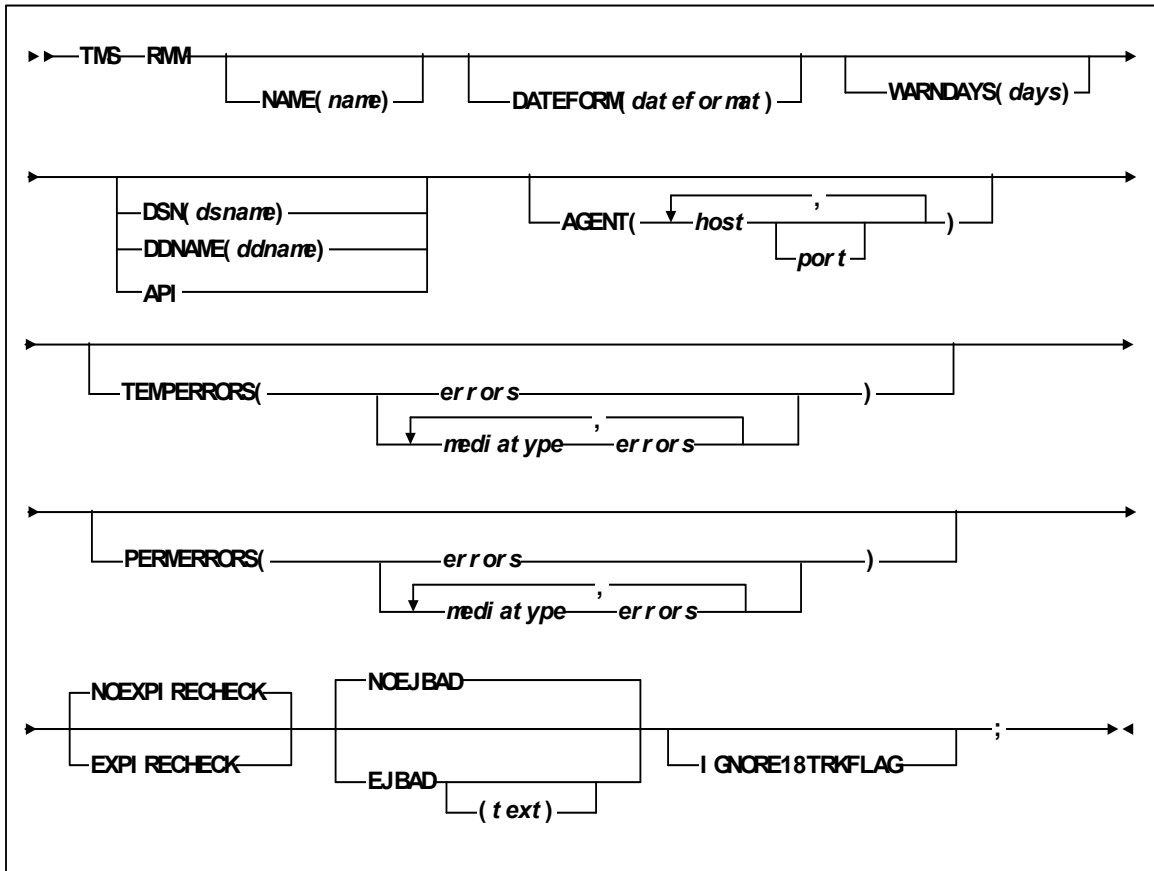 TMS RMM
NAME(name) DATEFORM(dateformat) WARNDAYS(days)
DSN(dsname)
DDNAME(ddname)
API
AGENT( host , )
port
TEMPERRORS( errors )
mediatype errors ,
PERMERRORS( errors )
mediatype errors ,
NOEXPIRECHECK NOEJBAD
;
EXPIRECHECK EJBAD IGNORE18TRKFLAG
(text)